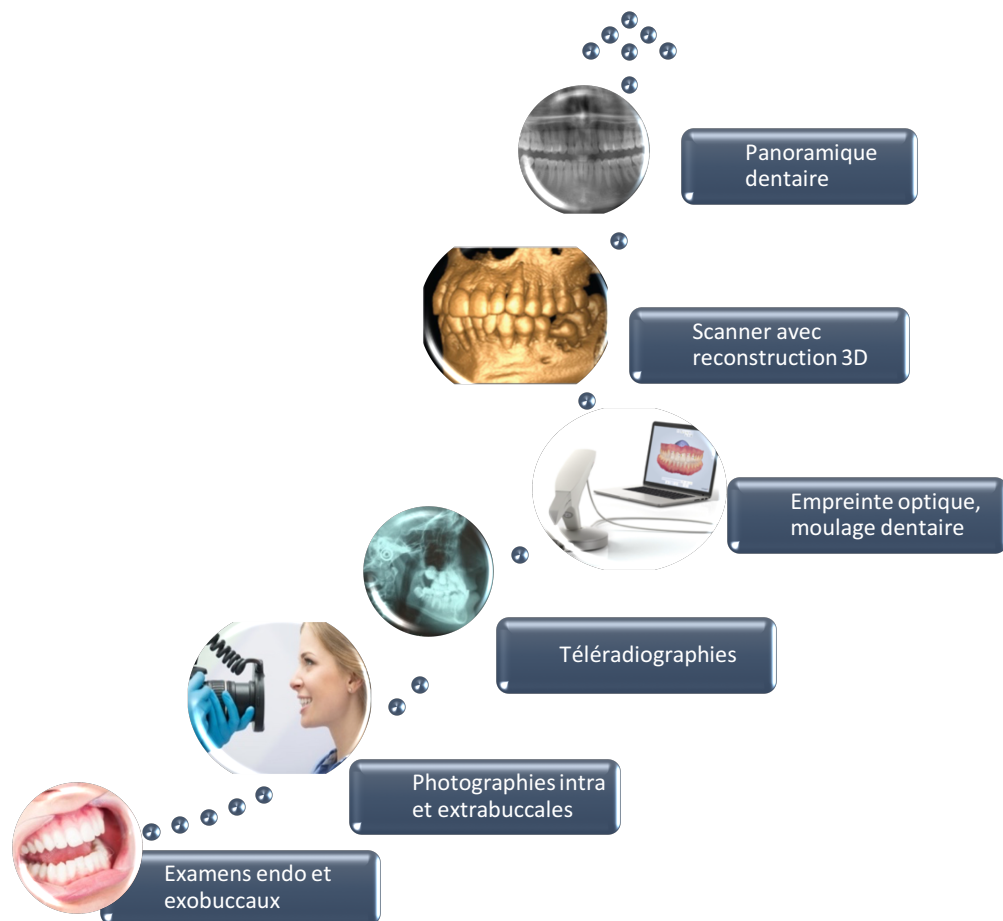 Panoramique
dentaire
Scanner avec
reconstruction 3D
Empreinte optique,
moulage dentaire
Téléradiographies
Photographies intra
et extrabuccales
Examens endo et
exobuccaux